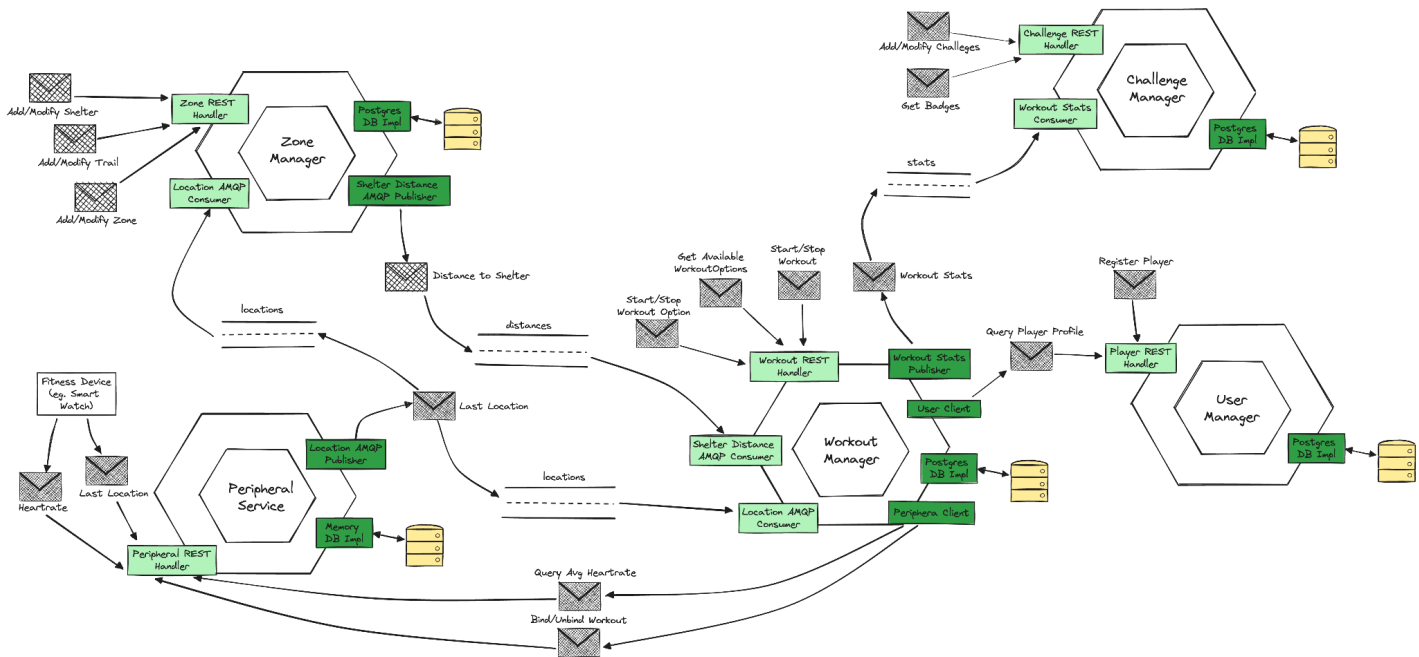 Add/Modify Shelter
Add/Modify Trail
Add/Modify Zone
Zone REST
Handler
Location AMQP
Consumer
Zone
Manager
Postgres
DB Impl
Shelter Distance
AMQP Publisher
Distance to Shelter
locations
distances
Add/Modify Challeges
Get Badges
Challenge REST
Handler
Workout Stats
Consumer
Challenge
Manager
Postgres
DB Impl
stats
Workout Stats
Start/Stop
Workout
Get Available
WorkoutOptions
Start/Stop
Workout Option
Workout REST
Handler
Workout Stats
Publisher
User Client
Shelter Distance
AMQP Consumer
Workout
Manager
Postgres
DB Impl
Location AMQP
Consumer
Periphera Client
Register Player
Query Player Profile
Player REST
Handler
User
Manager
Postgres
DB Impl
Fitness Device
(eg. Smart
Watch)
Heartrate
Last Location
Location AMQP
Publisher
Last Location
Peripheral
Service
Memory
DB Impl
Peripheral REST
Handler
locations
Query Avg Heartrate
Bind/Unbind Workout